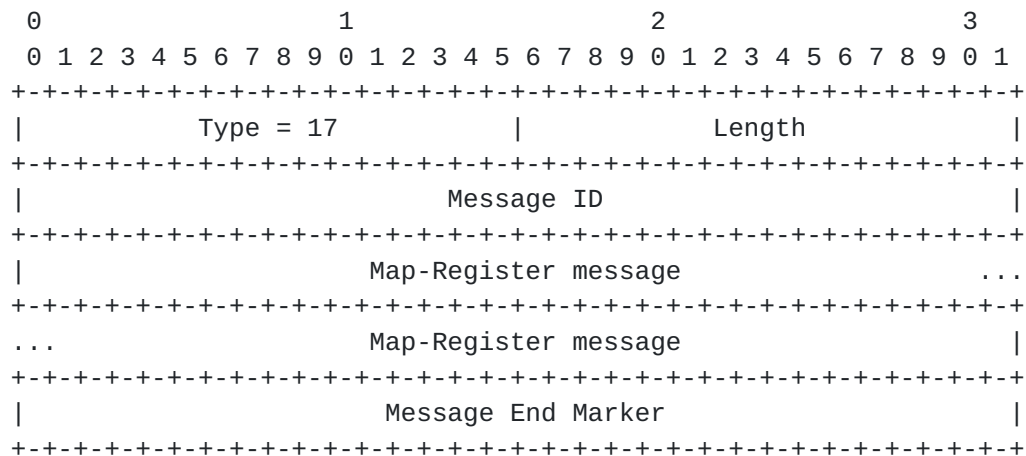 0                   1                   2                   3
 0 1 2 3 4 5 6 7 8 9 0 1 2 3 4 5 6 7 8 9 0 1 2 3 4 5 6 7 8 9 0 1
+-+-+-+-+-+-+-+-+-+-+-+-+-+-+-+-+-+-+-+-+-+-+-+-+-+-+-+-+-+-+-+-+
|           Type = 17           |            Length             |
+-+-+-+-+-+-+-+-+-+-+-+-+-+-+-+-+-+-+-+-+-+-+-+-+-+-+-+-+-+-+-+-+
|                           Message ID                          |
+-+-+-+-+-+-+-+-+-+-+-+-+-+-+-+-+-+-+-+-+-+-+-+-+-+-+-+-+-+-+-+-+
|                      Map-Register message                   ...
+-+-+-+-+-+-+-+-+-+-+-+-+-+-+-+-+-+-+-+-+-+-+-+-+-+-+-+-+-+-+-+-+
...                    Map-Register message                     |
+-+-+-+-+-+-+-+-+-+-+-+-+-+-+-+-+-+-+-+-+-+-+-+-+-+-+-+-+-+-+-+-+
|                       Message End Marker                      |
+-+-+-+-+-+-+-+-+-+-+-+-+-+-+-+-+-+-+-+-+-+-+-+-+-+-+-+-+-+-+-+-+